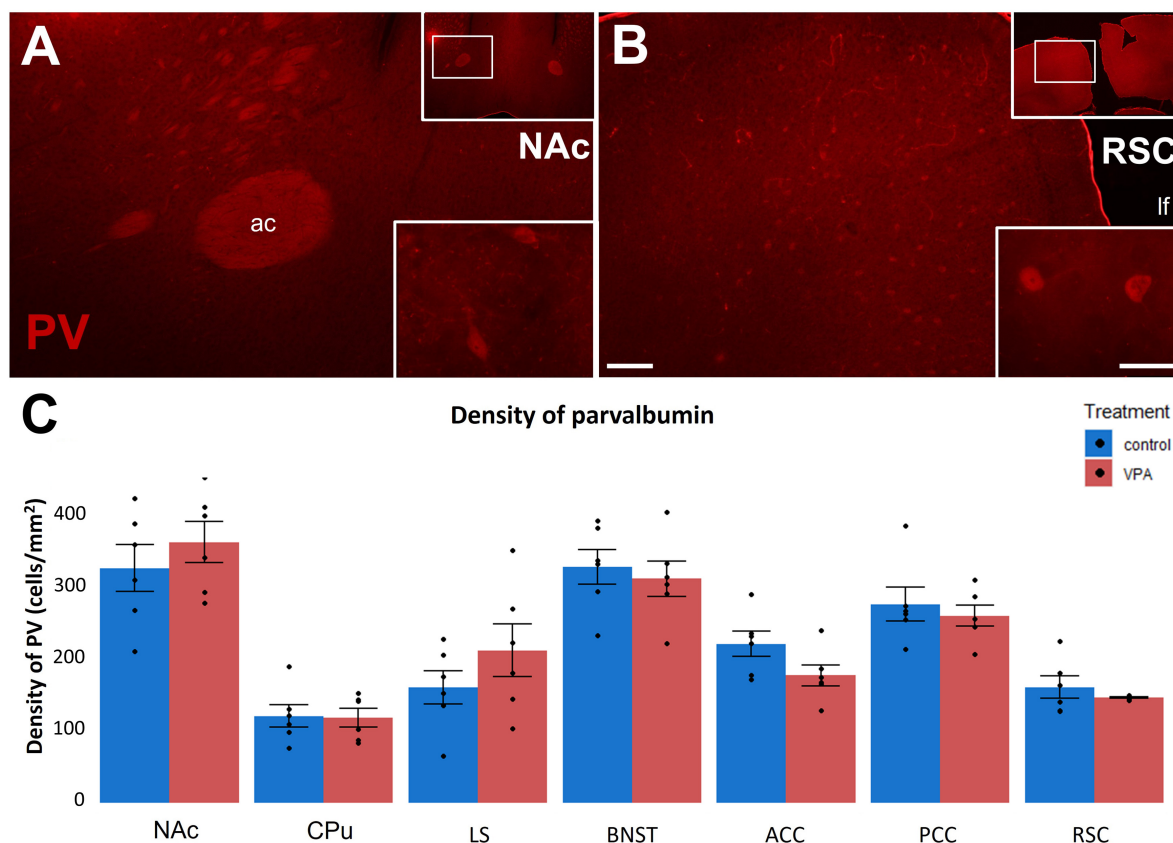 A
NAc
ac
PV
B
RSC
lf
C
Density of parvalbumin
Treatment
control
VPA
Density of PV (cells/mm²)
400
300
200
100
0
NAc CPu LS BNST ACC PCC RSC